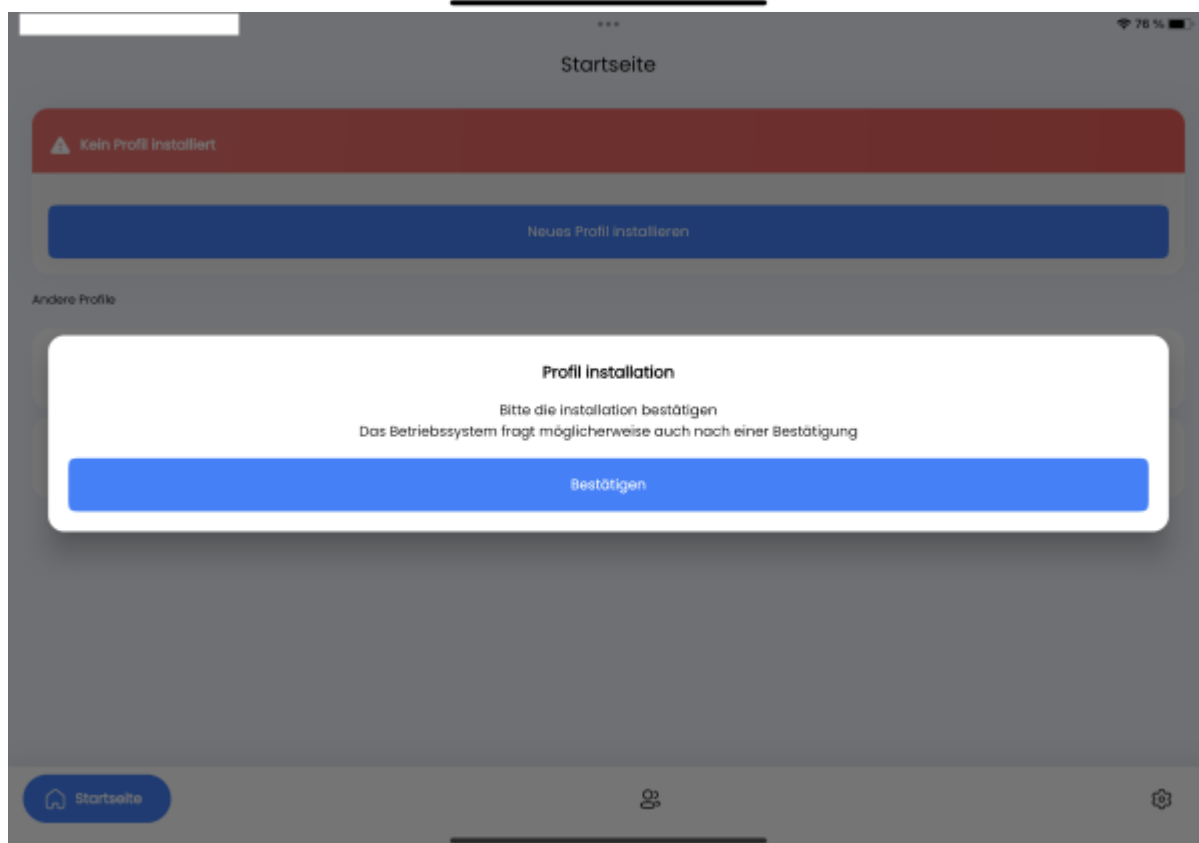 76 %
Startseite
Kein Profil installiert
Neues Profil installieren
Andere Profile
Profil installation
Bitte die installation bestätigen
Das Betriebssystem fragt möglicherweise auch nach einer Bestätigung
Bestätigen
Startseite